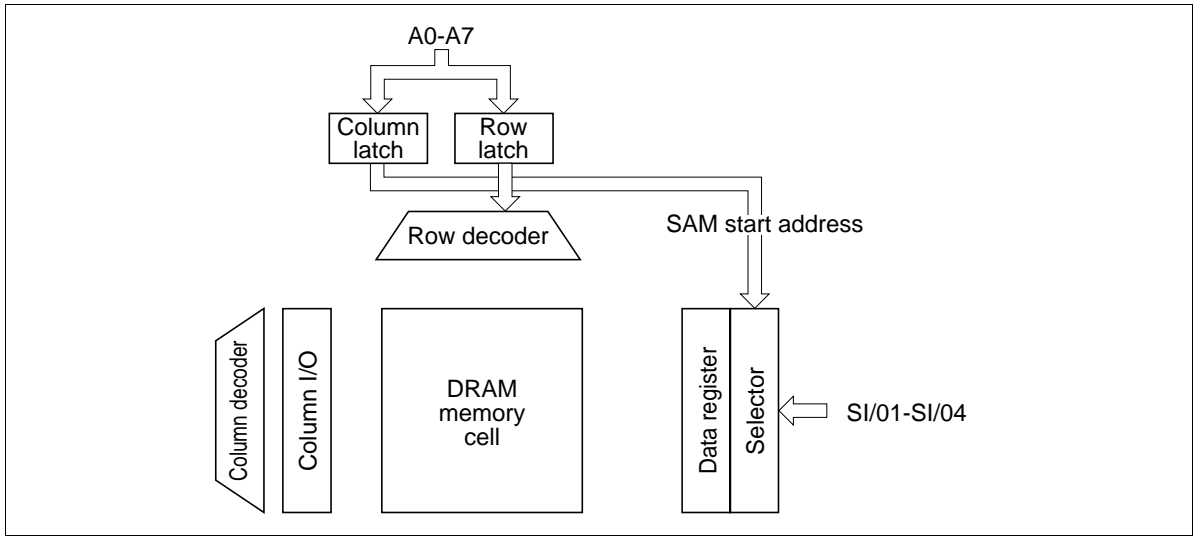 A0-A7
Column
latch
Row
latch
Row decoder
SAM start address
Column decoder
Column I/O
DRAM
memory
cell
Data register
Selector
SI/01-SI/04